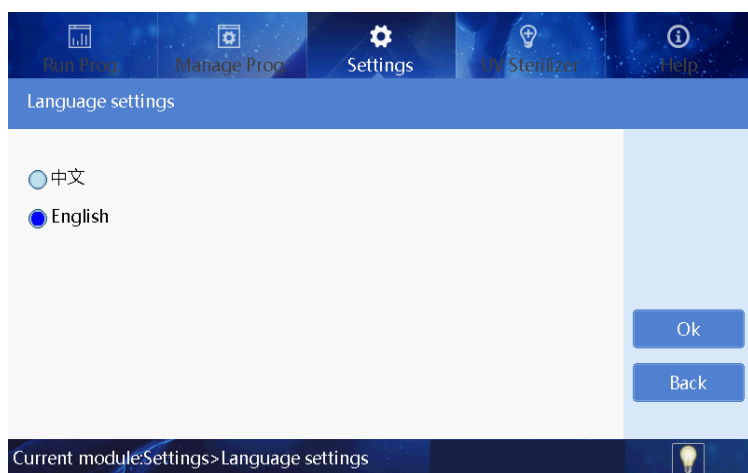 Run Prog.
Manage Prog.
Settings
UV Sterilizer
Help
Language settings
中文
English
Ok
Back
Current module:Settings>Language settings